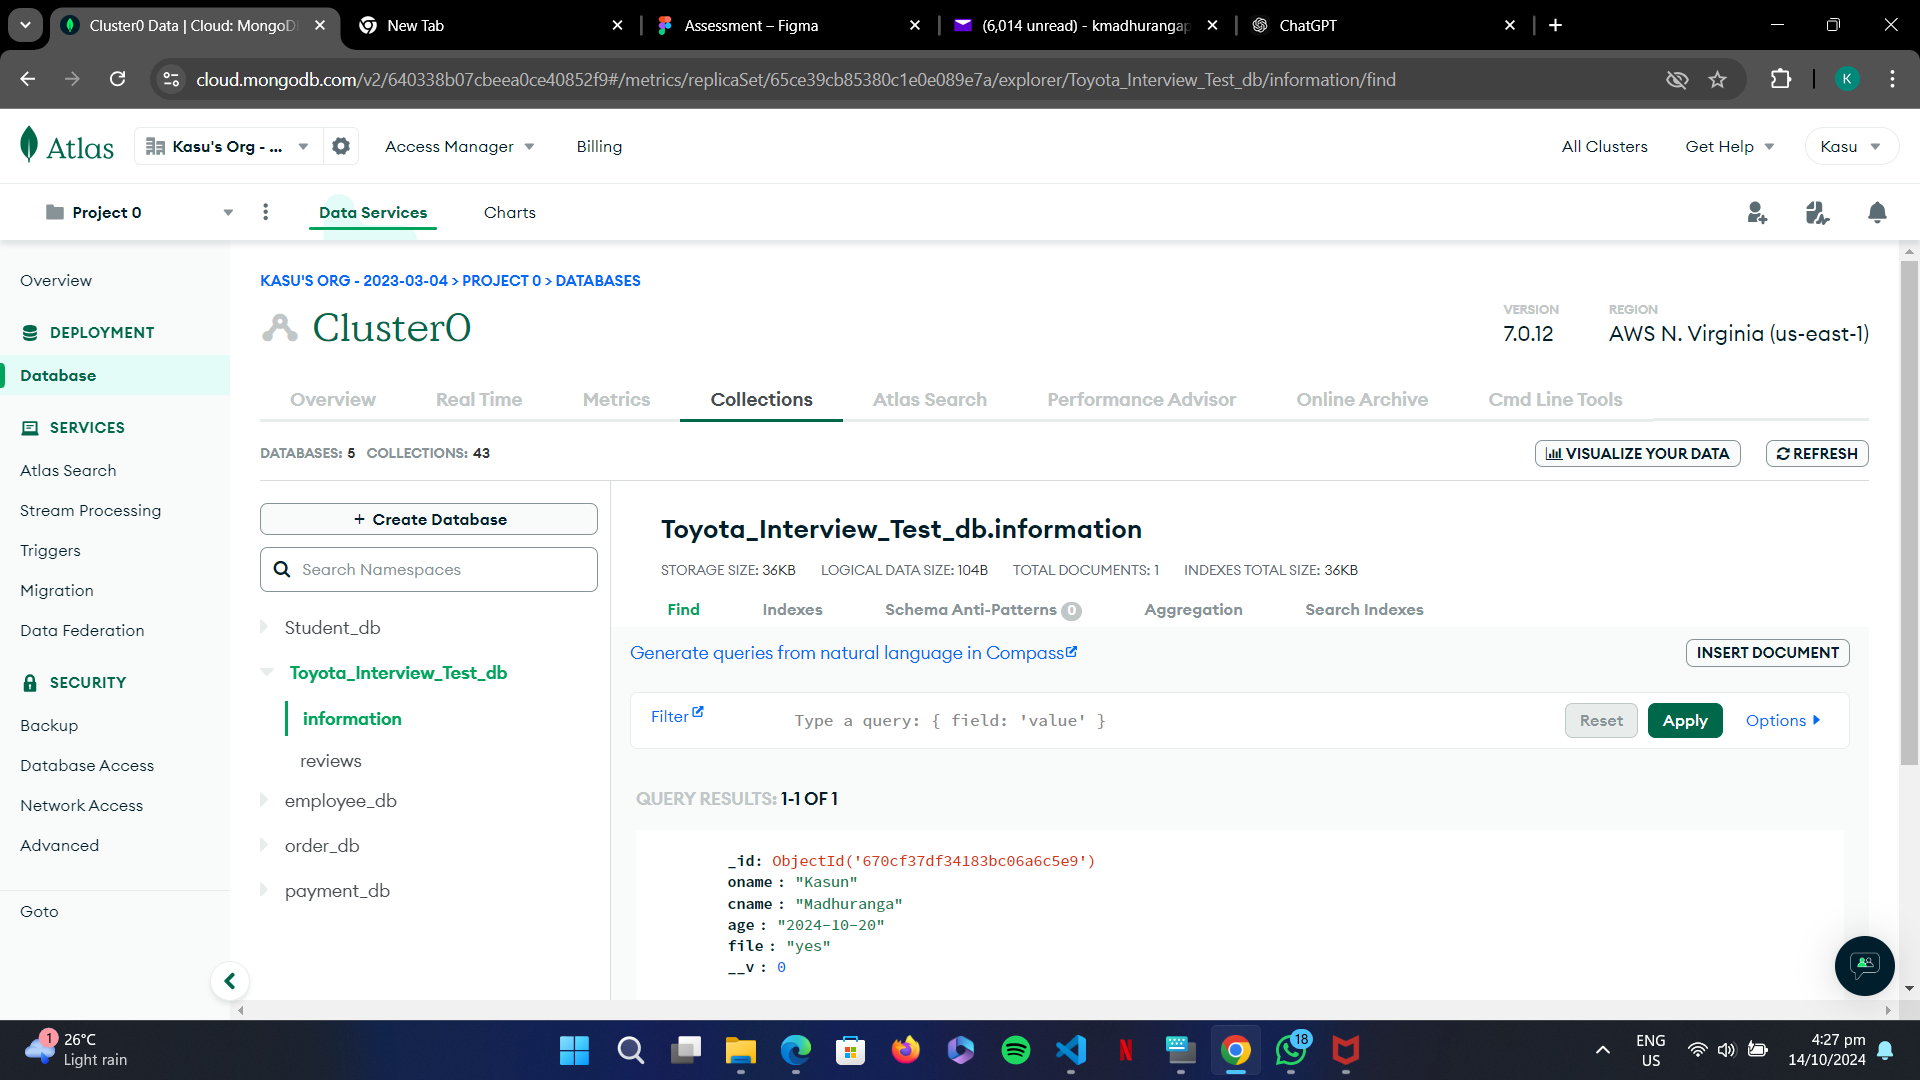 Cluster0 Data | Cloud: MongoD
New Tab
Assessment – Figma
(6,014 unread) - kmadhurangap
ChatGPT
cloud.mongodb.com/v2/640338b07cbeea0ce40852f9#/metrics/replicaSet/65ce39cb85380c1e0e089e7a/explorer/Toyota_Interview_Test_db/information/find
K
Atlas
Kasu's Org - ...
Access Manager
Billing
All Clusters
Get Help
Kasu
Project 0
Data Services
Charts
Overview
DEPLOYMENT
Database
SERVICES
Atlas Search
Stream Processing
Triggers
Migration
Data Federation
SECURITY
Backup
Database Access
Network Access
Advanced
Goto
KASU'S ORG - 2023-03-04 > PROJECT 0 > DATABASES
Cluster0
VERSION
7.0.12
REGION
AWS N. Virginia (us-east-1)
Overview
Real Time
Metrics
Collections
Atlas Search
Performance Advisor
Online Archive
Cmd Line Tools
DATABASES: 5 COLLECTIONS: 43
VISUALIZE YOUR DATA
REFRESH
+ Create Database
Search Namespaces
Student_db
Toyota_Interview_Test_db
information
reviews
employee_db
order_db
payment_db
Toyota_Interview_Test_db.information
STORAGE SIZE: 36KB LOGICAL DATA SIZE: 104B TOTAL DOCUMENTS: 1 INDEXES TOTAL SIZE: 36KB
Find
Indexes
Schema Anti-Patterns 0
Aggregation
Search Indexes
Generate queries from natural language in Compass
INSERT DOCUMENT
Filter
Type a query: { field: 'value' }
Reset
Apply
Options
QUERY RESULTS: 1-1 OF 1
_id: ObjectId('670cf37df34183bc06a6c5e9')
oname : "Kasun"
cname : "Madhuranga"
age : "2024-10-20"
file : "yes"
__v : 0
1
26°C
Light rain
N
18
ENG
US
4:27 pm
14/10/2024